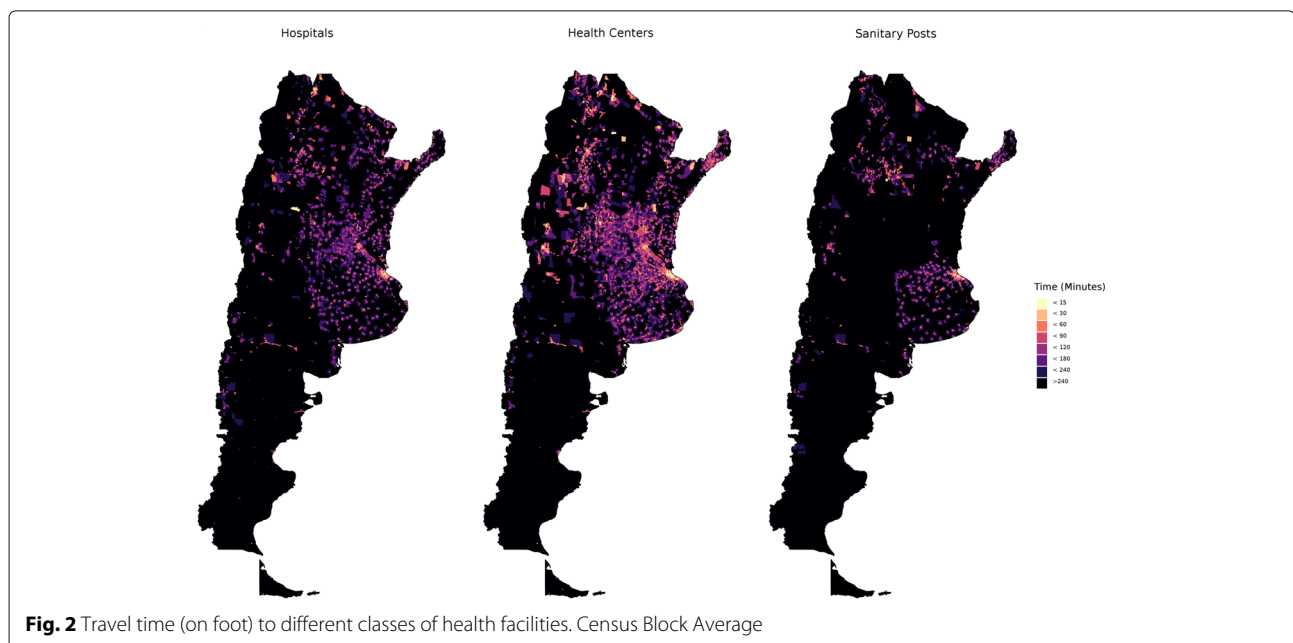 Hospitals
Health Centers
Sanitary Posts
Time (Minutes)
< 15
< 30
< 60
< 90
< 120
< 180
< 240
>240
Fig. 2 Travel time (on foot) to different classes of health facilities. Census Block Average